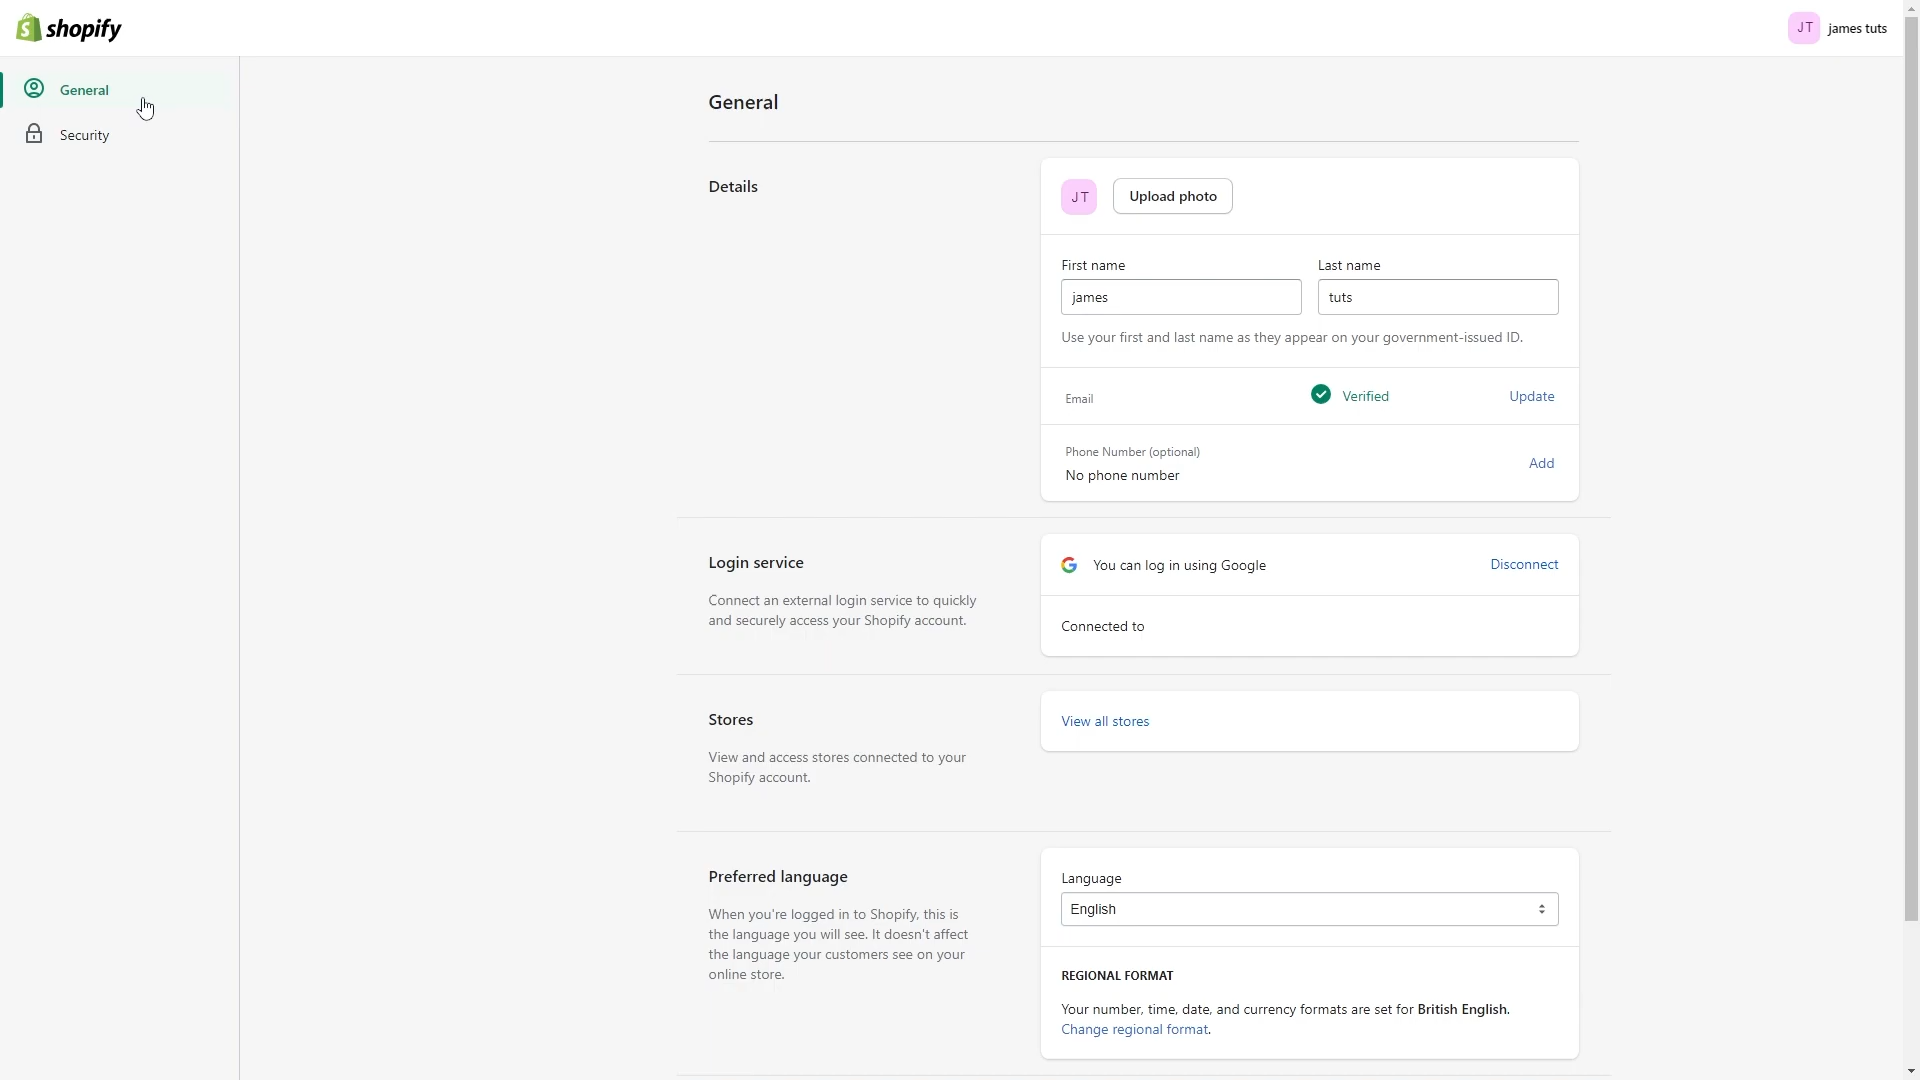 shopify
JT james tuts
General
Security
General
Details
JT Upload photo
First name Last name
james tuts
Use your first and last name as they appear on your government-issued ID.
Email Verified Update
Phone Number (optional)
No phone number Add
Login service
Connect an external login service to quickly
and securely access your Shopify account.
You can log in using Google Disconnect
Connected to
Stores
View and access stores connected to your
Shopify account.
View all stores
Preferred language
When you're logged in to Shopify, this is
the language you will see. It doesn't affect
the language your customers see on your
online store.
Language
English
REGIONAL FORMAT
Your number, time, date, and currency formats are set for British English.
Change regional format.